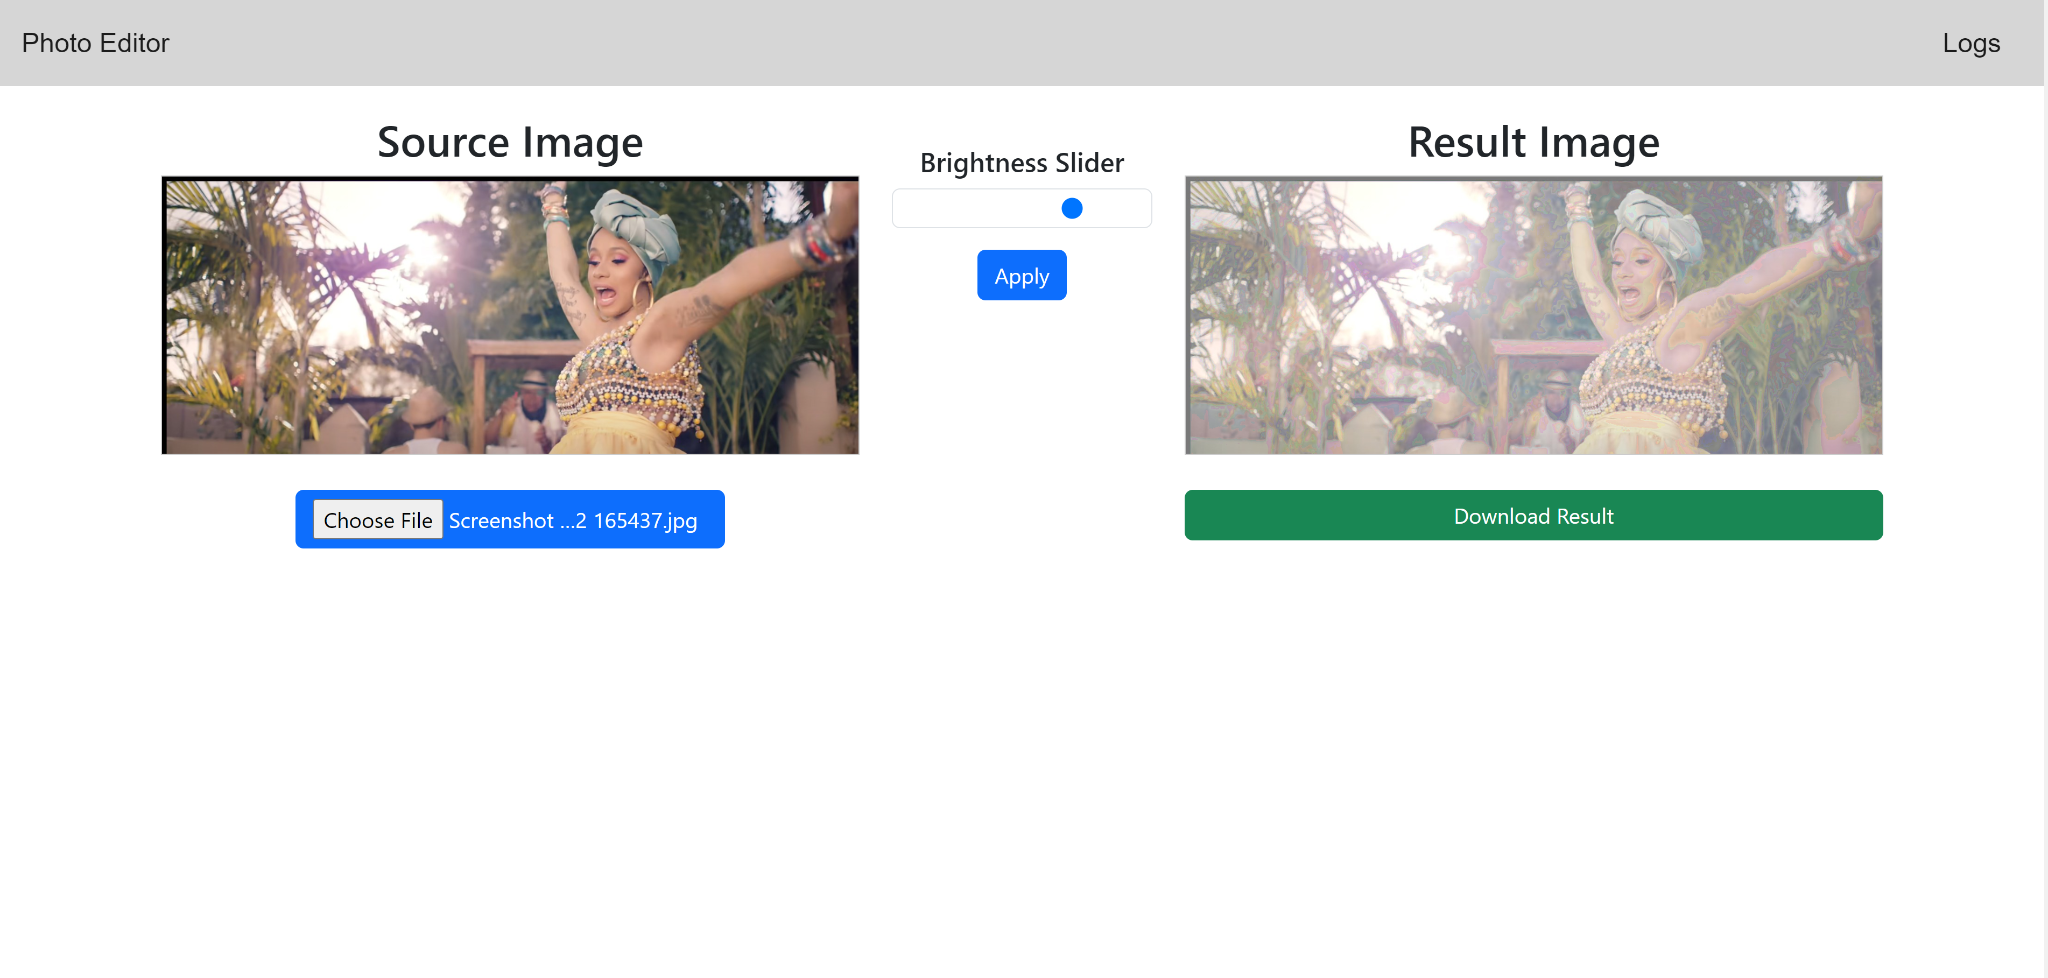 Photo Editor
Logs
Source Image
Brightness Slider
Apply
Result Image
Choose File Screenshot ...2 165437.jpg
Download Result